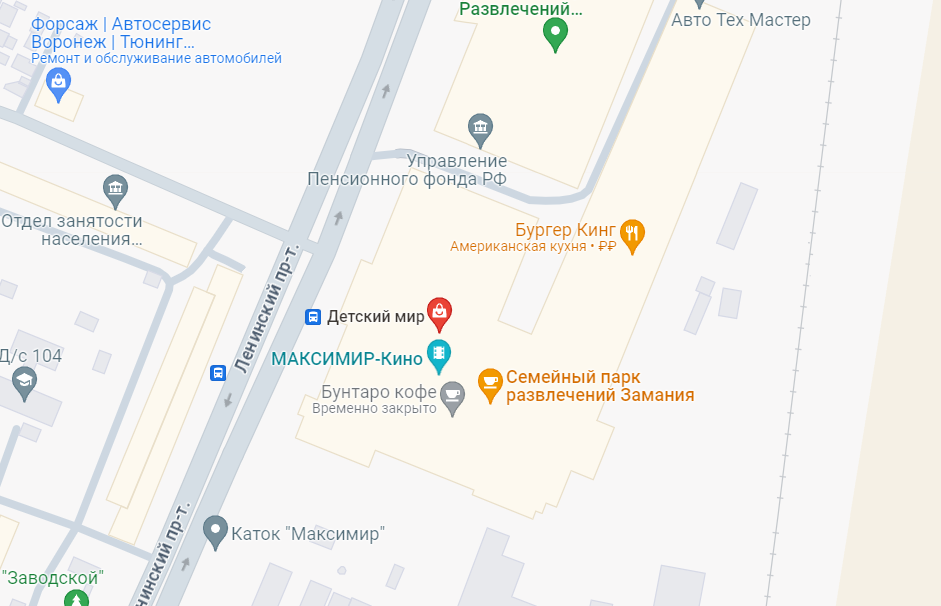 Развлечений...
Авто Тех Мастер
Форсаж | Автосервис
Воронеж | Тюнинг...
Ремонт и обслуживание автомобилей
Управление
Пенсионного фонда РФ
Отдел занятости
населения...
Бургер Кинг
Американская кухня • ₽₽
Ленинский пр-т.
Детский мир
МАКСИМИР-Кино
Д/с 104
Бунтаро кофе
Временно закрыто
Семейный парк
развлечений Замания
Каток "Максимир"
нинский пр-т.
"Заводской"